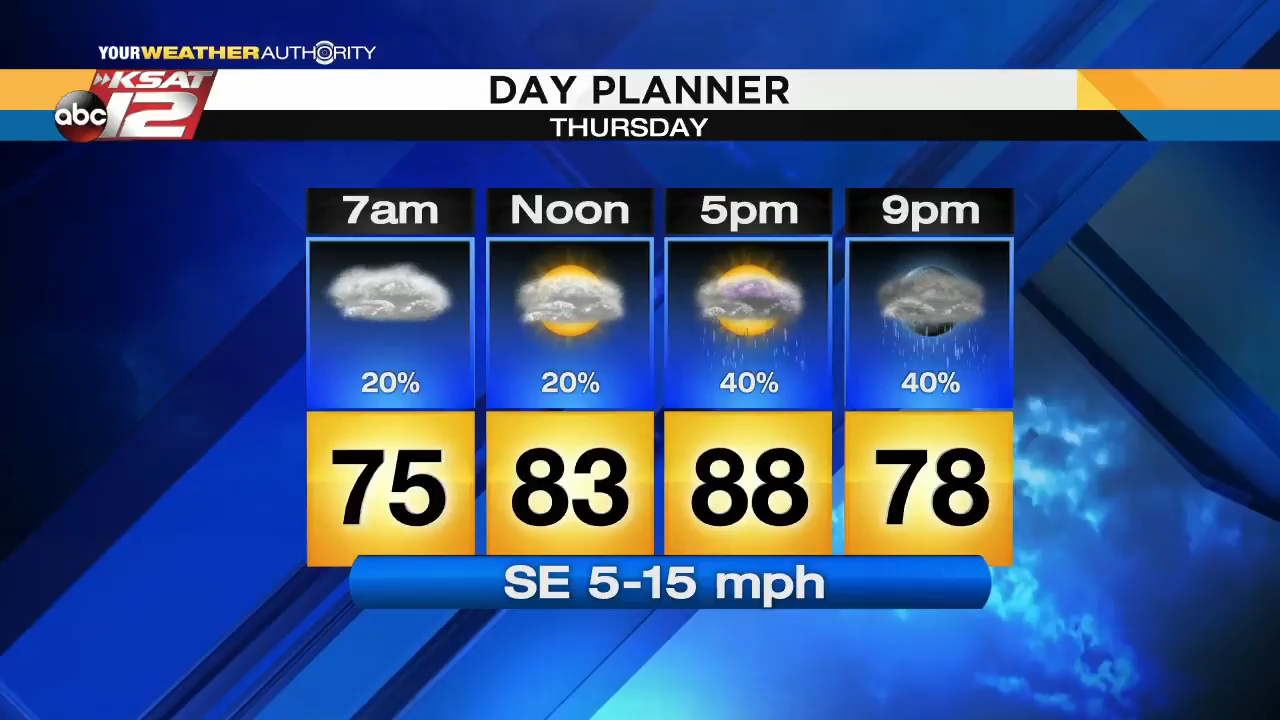 YOURWEATHERAUTHORITY
KSAT
abc 12
DAY PLANNER
THURSDAY
7am Noon 5pm 9pm
20% 20% 40% 40%
75 83 88 78
SE 5-15 mph